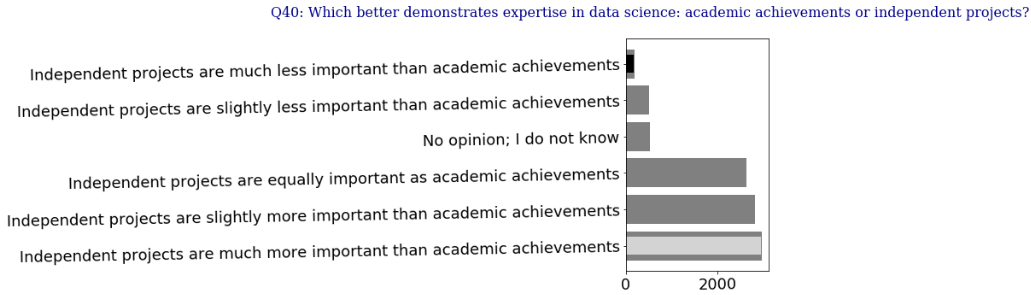 Q40: Which better demonstrates expertise in data science: academic achievements or independent projects?
Independent projects are much less important than academic achievements
Independent projects are slightly less important than academic achievements
No opinion; I do not know
Independent projects are equally important as academic achievements
Independent projects are slightly more important than academic achievements
Independent projects are much more important than academic achievements
0 2000